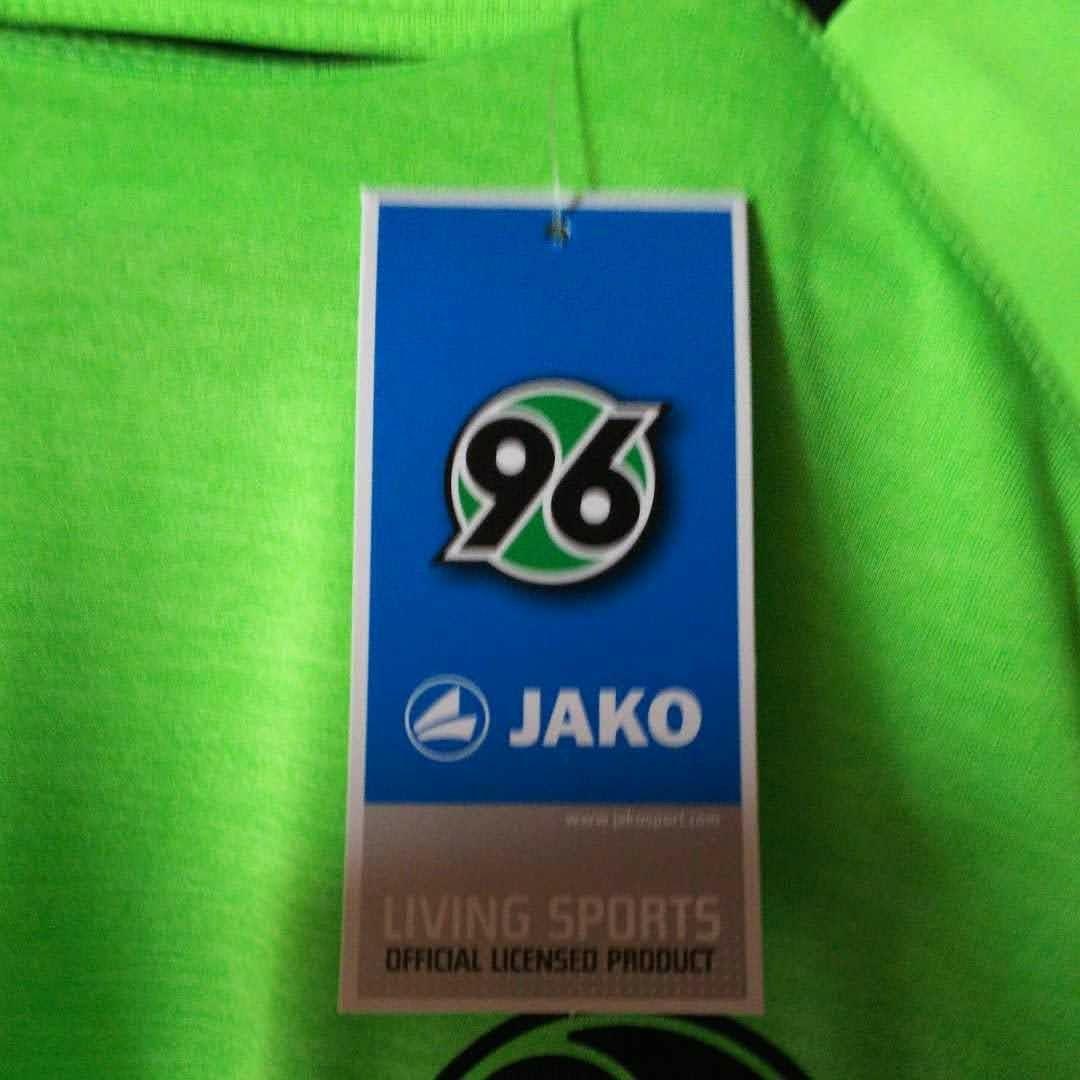 96
JAKO
www.jakosport.com
LIVING SPORTS
OFFICIAL LICENSED PRODUCT